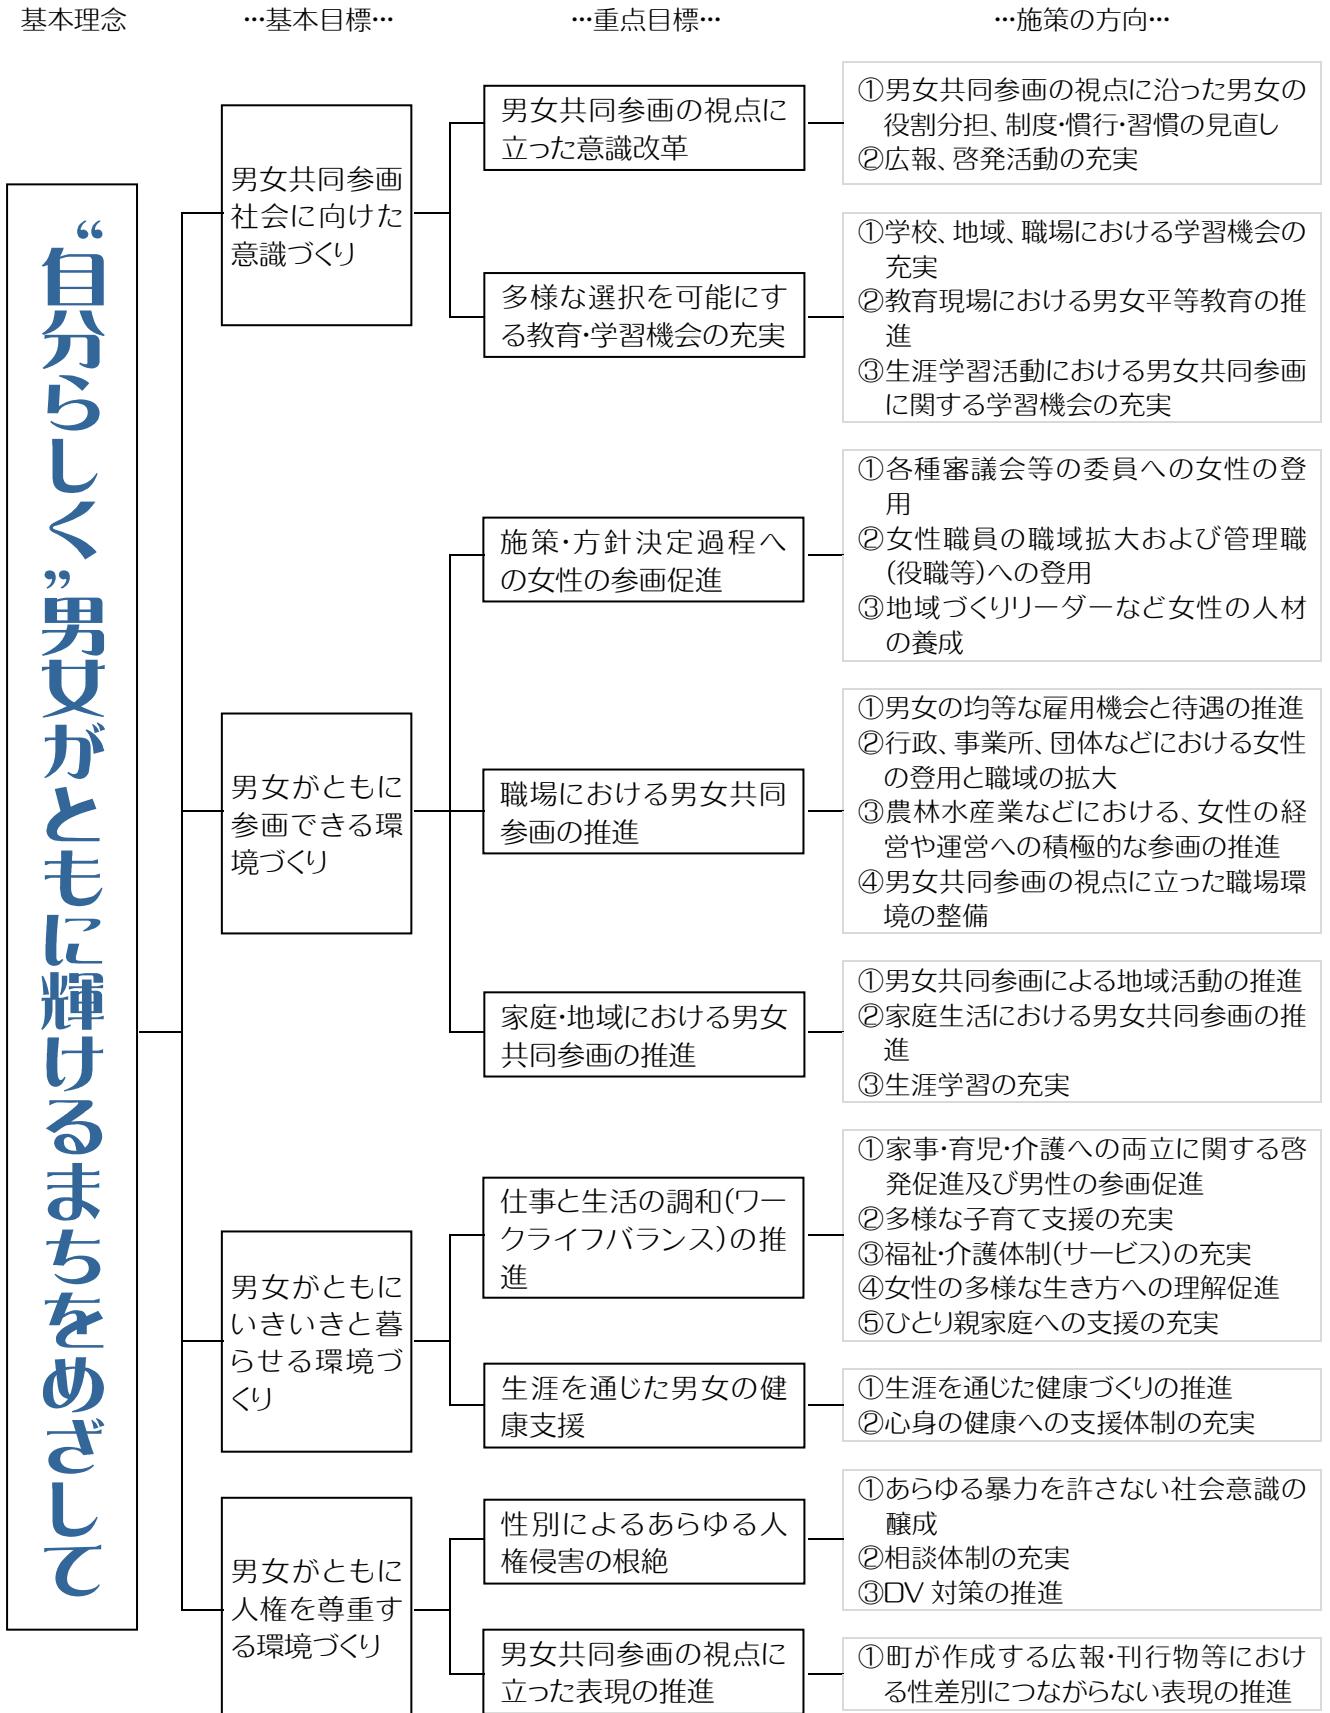 基本理念
…基本目標…
…重点目標…
…施策の方向…
“自分らしく”男女がともに輝けるまちをめざして
男女共同参画
社会に向けた
意識づくり
男女共同参画の視点に
立った意識改革
①男女共同参画の視点に沿った男女の
役割分担、制度・慣行・習慣の見直し
②広報、啓発活動の充実
多様な選択を可能にす
る教育・学習機会の充実
①学校、地域、職場における学習機会の
充実
②教育現場における男女平等教育の推
進
③生涯学習活動における男女共同参画
に関する学習機会の充実
男女がともに
参画できる環
境づくり
施策・方針決定過程へ
の女性の参画促進
①各種審議会等の委員への女性の登
用
②女性職員の職域拡大および管理職
(役職等)への登用
③地域づくりリーダーなど女性の人材
の養成
職場における男女共同
参画の推進
①男女の均等な雇用機会と待遇の推進
②行政、事業所、団体などにおける女性
の登用と職域の拡大
③農林水産業などにおける、女性の経
営や運営への積極的な参画の推進
④男女共同参画の視点に立った職場環
境の整備
家庭・地域における男女
共同参画の推進
①男女共同参画による地域活動の推進
②家庭生活における男女共同参画の推
進
③生涯学習の充実
男女がともに
いきいきと暮
らせる環境づ
くり
仕事と生活の調和(ワー
クライフバランス)の推
進
①家事・育児・介護への両立に関する啓
発促進及び男性の参画促進
②多様な子育て支援の充実
③福祉・介護体制(サービス)の充実
④女性の多様な生き方への理解促進
⑤ひとり親家庭への支援の充実
生涯を通じた男女の健
康支援
①生涯を通じた健康づくりの推進
②心身の健康への支援体制の充実
男女がともに
人権を尊重す
る環境づくり
性別によるあらゆる人
権侵害の根絶
①あらゆる暴力を許さない社会意識の
醸成
②相談体制の充実
③DV 対策の推進
男女共同参画の視点に
立った表現の推進
①町が作成する広報・刊行物等におけ
る性差別につながらない表現の推進